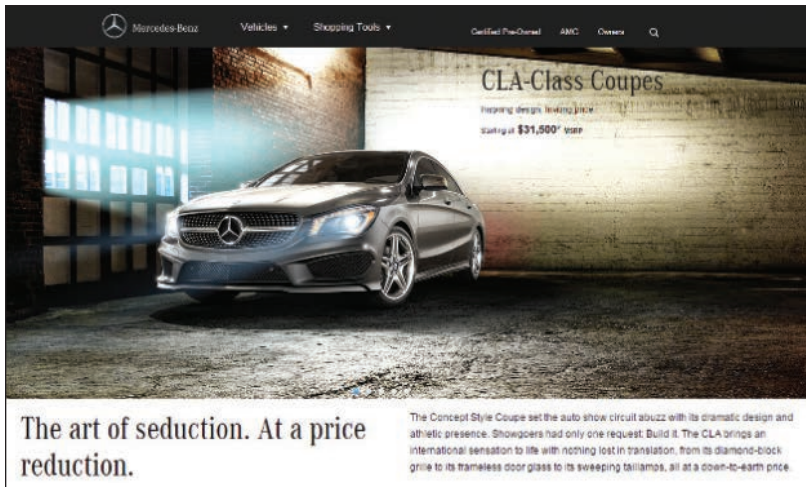 Mercedes-Benz Vehicles Shopping Tools Certified Pre-Owned AMG Owners
CLA-Class Coupes
Inspiring design. Inviting price.
Starting at $31,500* MSRP
The art of seduction. At a price
reduction.
The Concept Style Coupe set the auto show circuit abuzz with its dramatic design and
athletic presence. Showgoers had only one request: Build it. The CLA brings an
international sensation to life with nothing lost in translation, from its diamond-block
grille to its frameless door glass to its sweeping taillamps, all at a down-to-earth price.